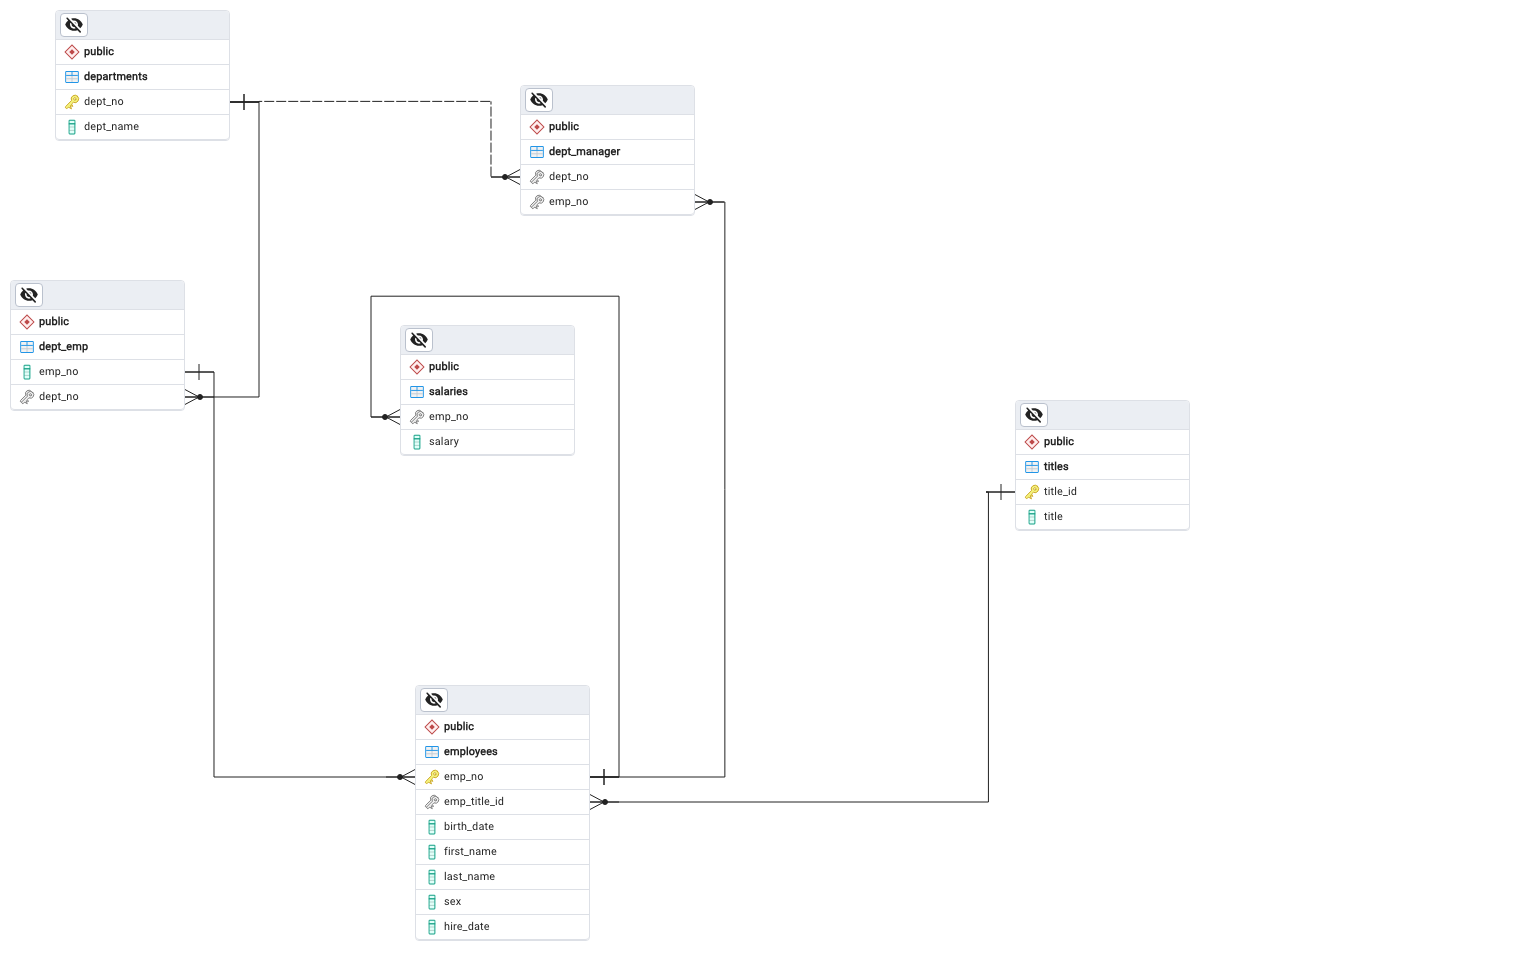 public
departments
dept_no
dept_name
public
dept_manager
dept_no
emp_no
public
dept_emp
emp_no
dept_no
public
salaries
emp_no
salary
public
titles
title_id
title
public
employees
emp_no
emp_title_id
birth_date
first_name
last_name
sex
hire_date